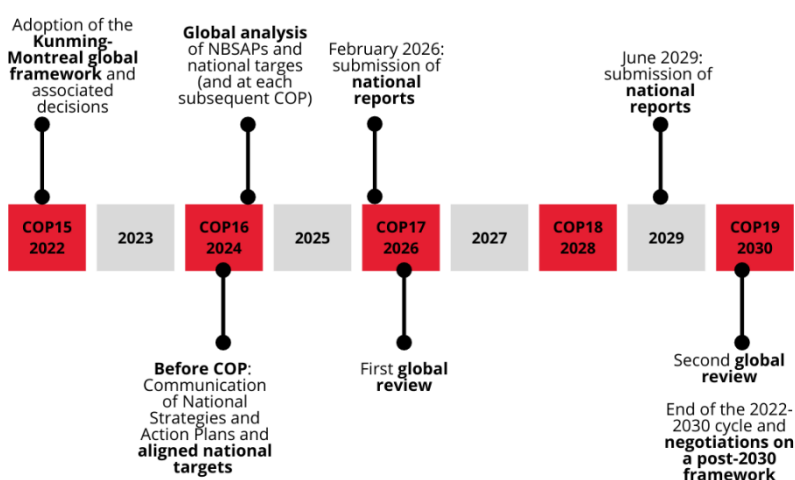 Adoption of the
Kunming-
Montreal global
framework and
associated
decisions
Global analysis
of NBSAPs and
national targes
(and at each
subsequent COP)
February 2026:
submission of
national
reports
June 2029:
submission of
national
reports
COP15
2022
2023
COP16
2024
2025
COP17
2026
2027
COP18
2028
2029
COP19
2030
Before COP:
Communication
of National
Strategies and
Action Plans and
aligned national
targets
First global
review
Second global
review
End of the 2022-
2030 cycle and
negotiations on
a post-2030
framework